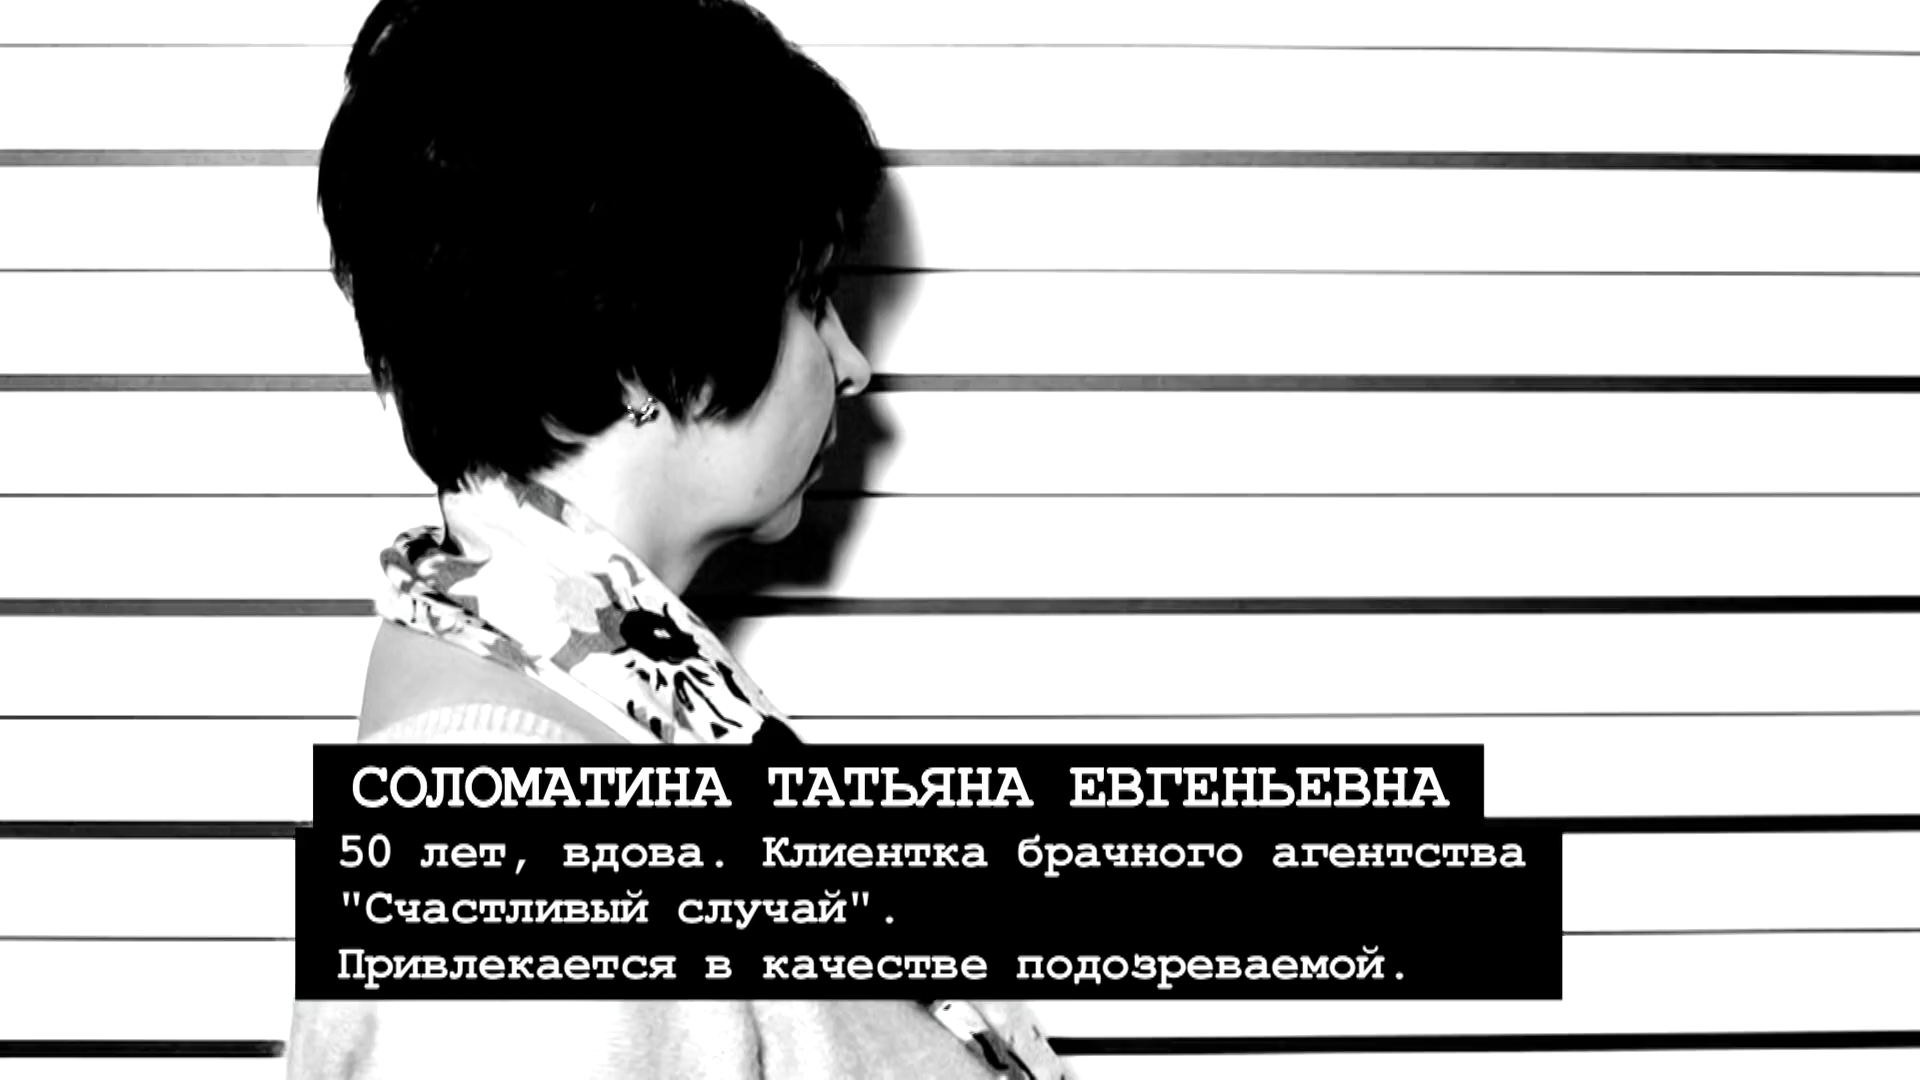 СОЛОМАТИНА ТАТЬЯНА ЕВГЕНЬЕВНА
50 лет, вдова. Клиентка брачного агентства
"Счастливый случай".
Привлекается в качестве подозреваемой.